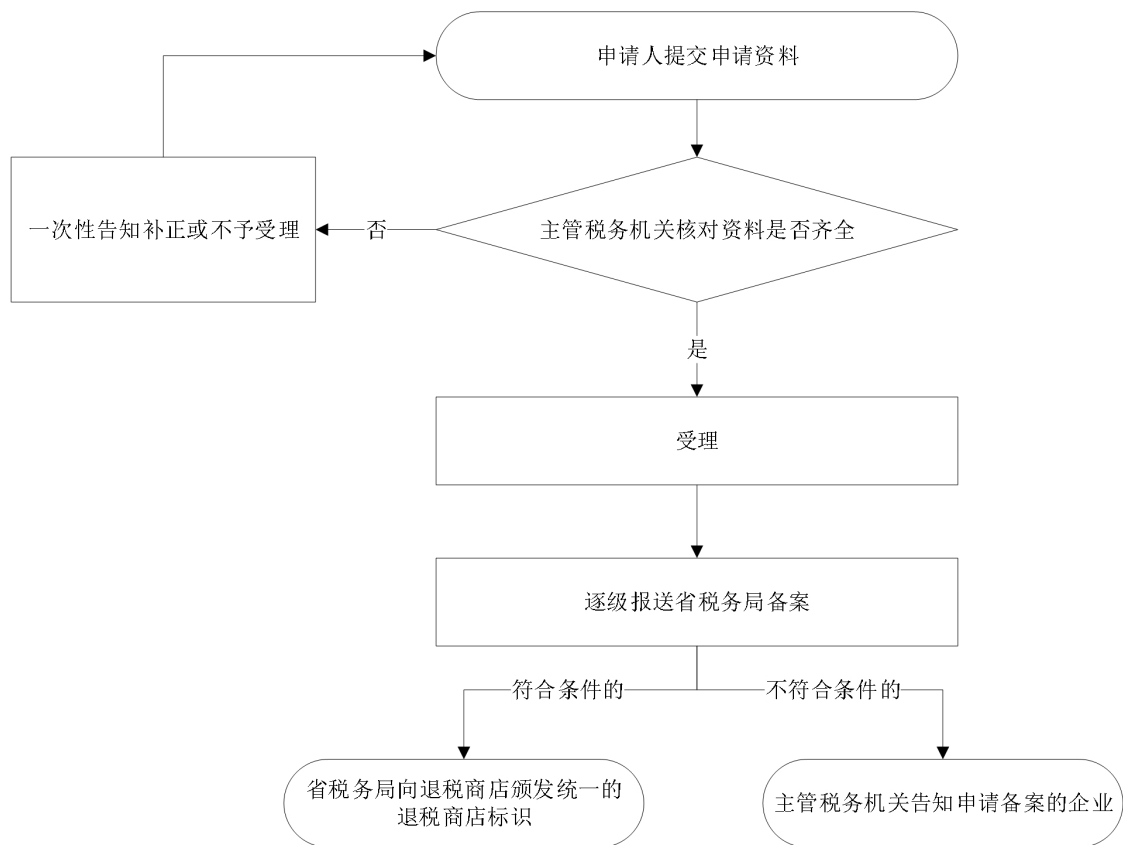 申请人提交申请资料
一次性告知补正或不予受理
否
主管税务机关核对资料是否齐全
是
受理
逐级报送省税务局备案
符合条件的
不符合条件的
省税务局向退税商店颁发统一的
退税商店标识
主管税务机关告知申请备案的企业